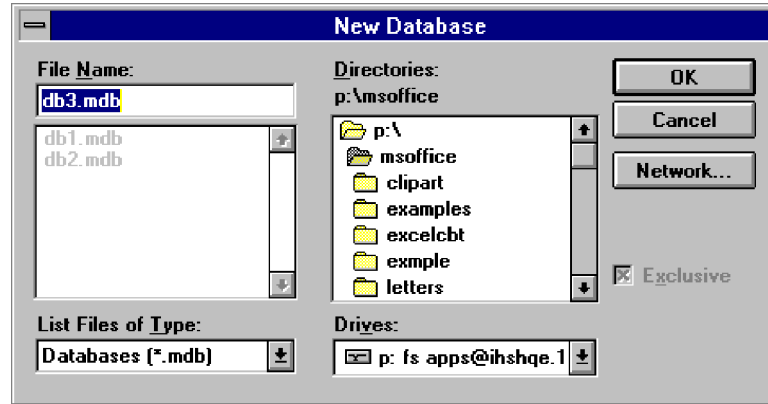 New Database
File Name:
db3.mdb
db1.mdb
db2.mdb
List Files of Type:
Databases (*.mdb)
Directories:
p:\msoffice
p:\
msoffice
clipart
examples
excelcbt
exmple
letters
Drives:
p: fs apps@ihshqe.1
OK
Cancel
Network...
Exclusive